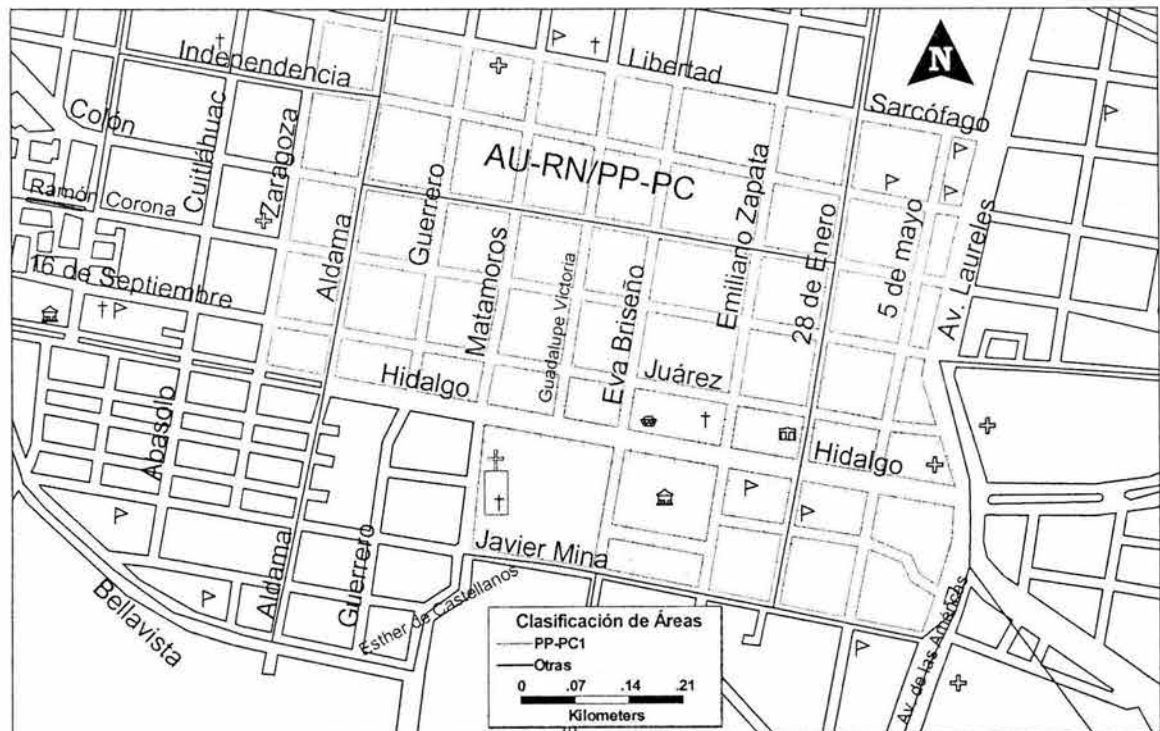 Independencia
Libertad
N
Sarcófago
Colón
Cuitláhuac
Zaragoza
AU-RN/PP-PC
Ramón Corona
Aldama
Guerrero
Emiliano Zapata
28 de Enero
5 de mayo
Av. Laureles
16 de Septiembre
Matamoros
Guadalupe Victoria
Eva Briseño
Hidalgo
Juárez
Abasolo
Hidalgo
Javier Mina
Aldama
Guerrero
Esther de Castellanos
Bellavista
Av. de las Américas
Clasificación de Áreas
PP-PC1
Otras
0 .07 .14 .21
Kilometers